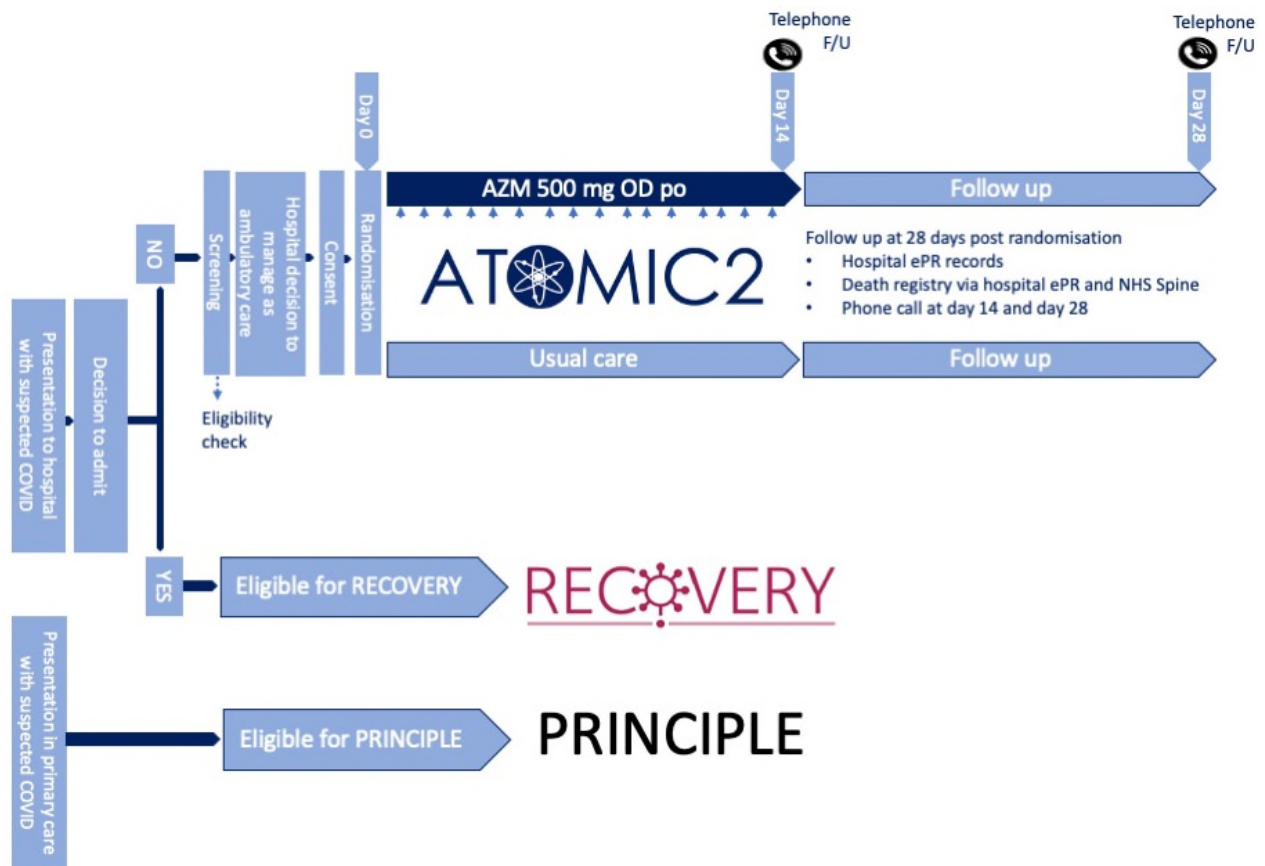 Telephone
F/U
Telephone
F/U
Day 0
Day 14
Day 28
Presentation to hospital
with suspected COVID
Decision to admit
NO
Screening
Hospital decision to
manage as
ambulatory care
Consent
Randomisation
AZM 500 mg OD po
Follow up
ATOMIC2
Follow up at 28 days post randomisation
• Hospital ePR records
• Death registry via hospital ePR and NHS Spine
• Phone call at day 14 and day 28
Usual care
Follow up
Eligibility
check
YES
Eligible for RECOVERY
RECOVERY
Presentation in primary care
with suspected COVID
Eligible for PRINCIPLE
PRINCIPLE